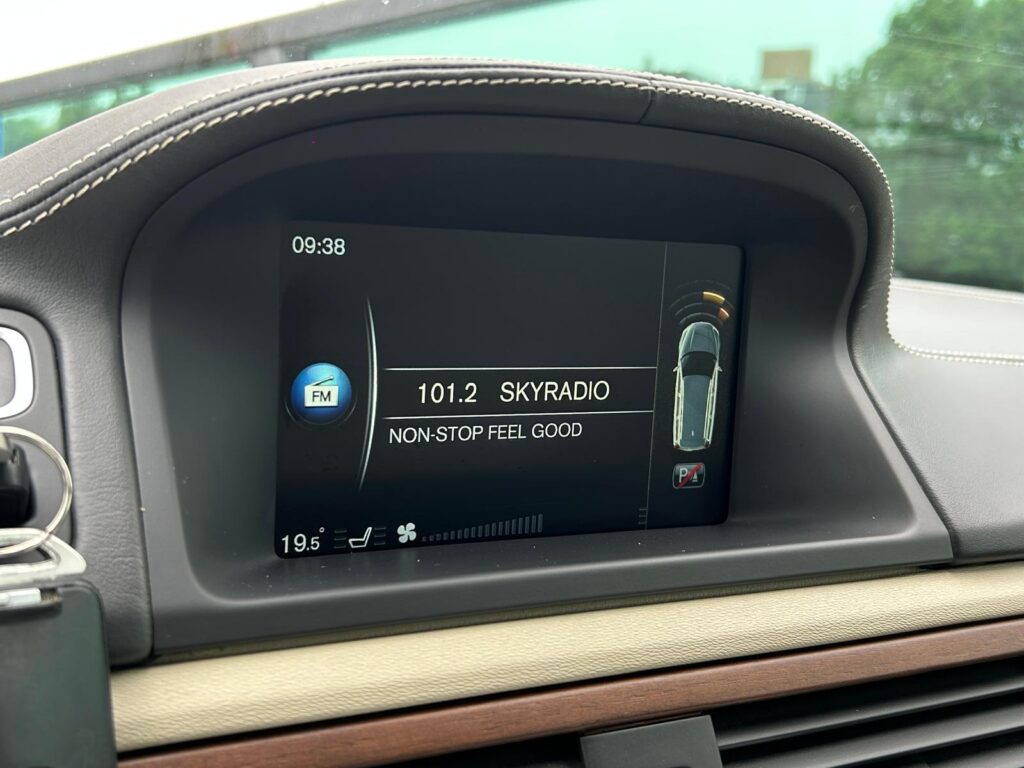 09:38
FM
101.2 SKYRADIO
NON-STOP FEEL GOOD
P
19.5°